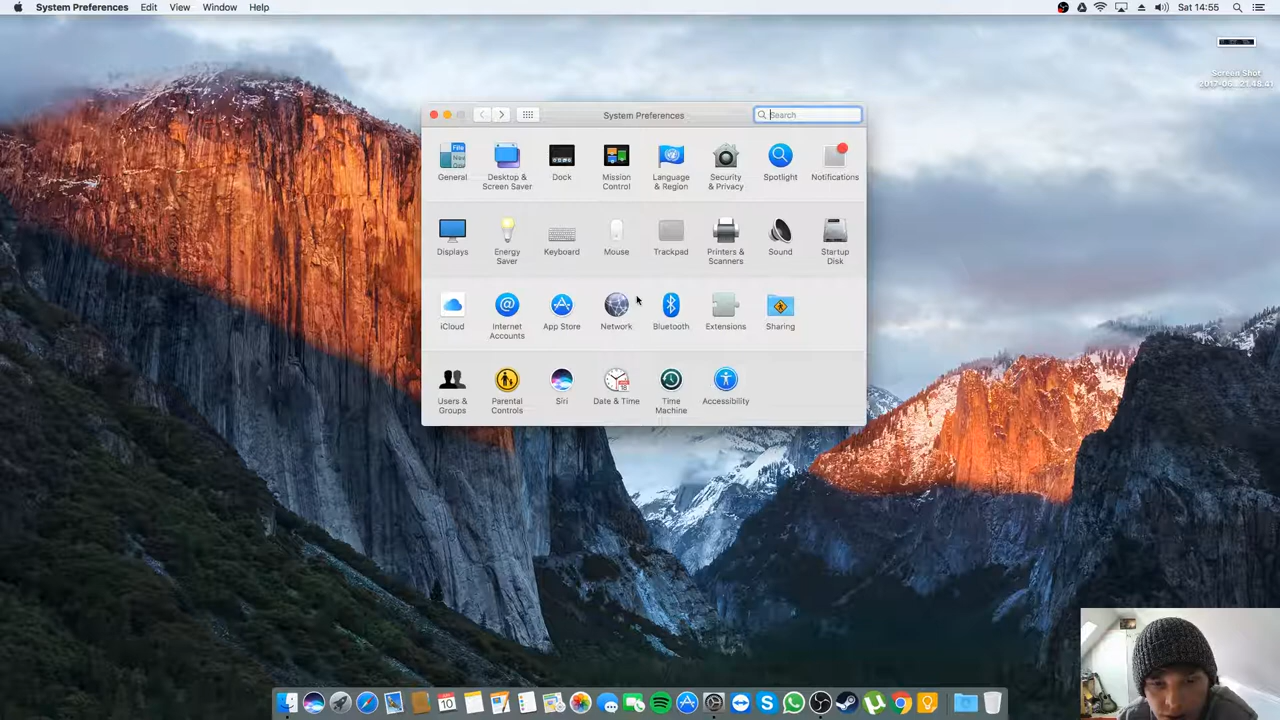 System Preferences Edit View Window Help Sat 14:55
System Preferences Search
General Desktop & Screen Saver Dock Mission Control Language & Region Security & Privacy Spotlight Notifications
Displays Energy Saver Keyboard Mouse Trackpad Printers & Scanners Sound Startup Disk
iCloud Internet Accounts App Store Network Bluetooth Extensions Sharing
Users & Groups Parental Controls Siri Date & Time Time Machine Accessibility
Screen Shot
10